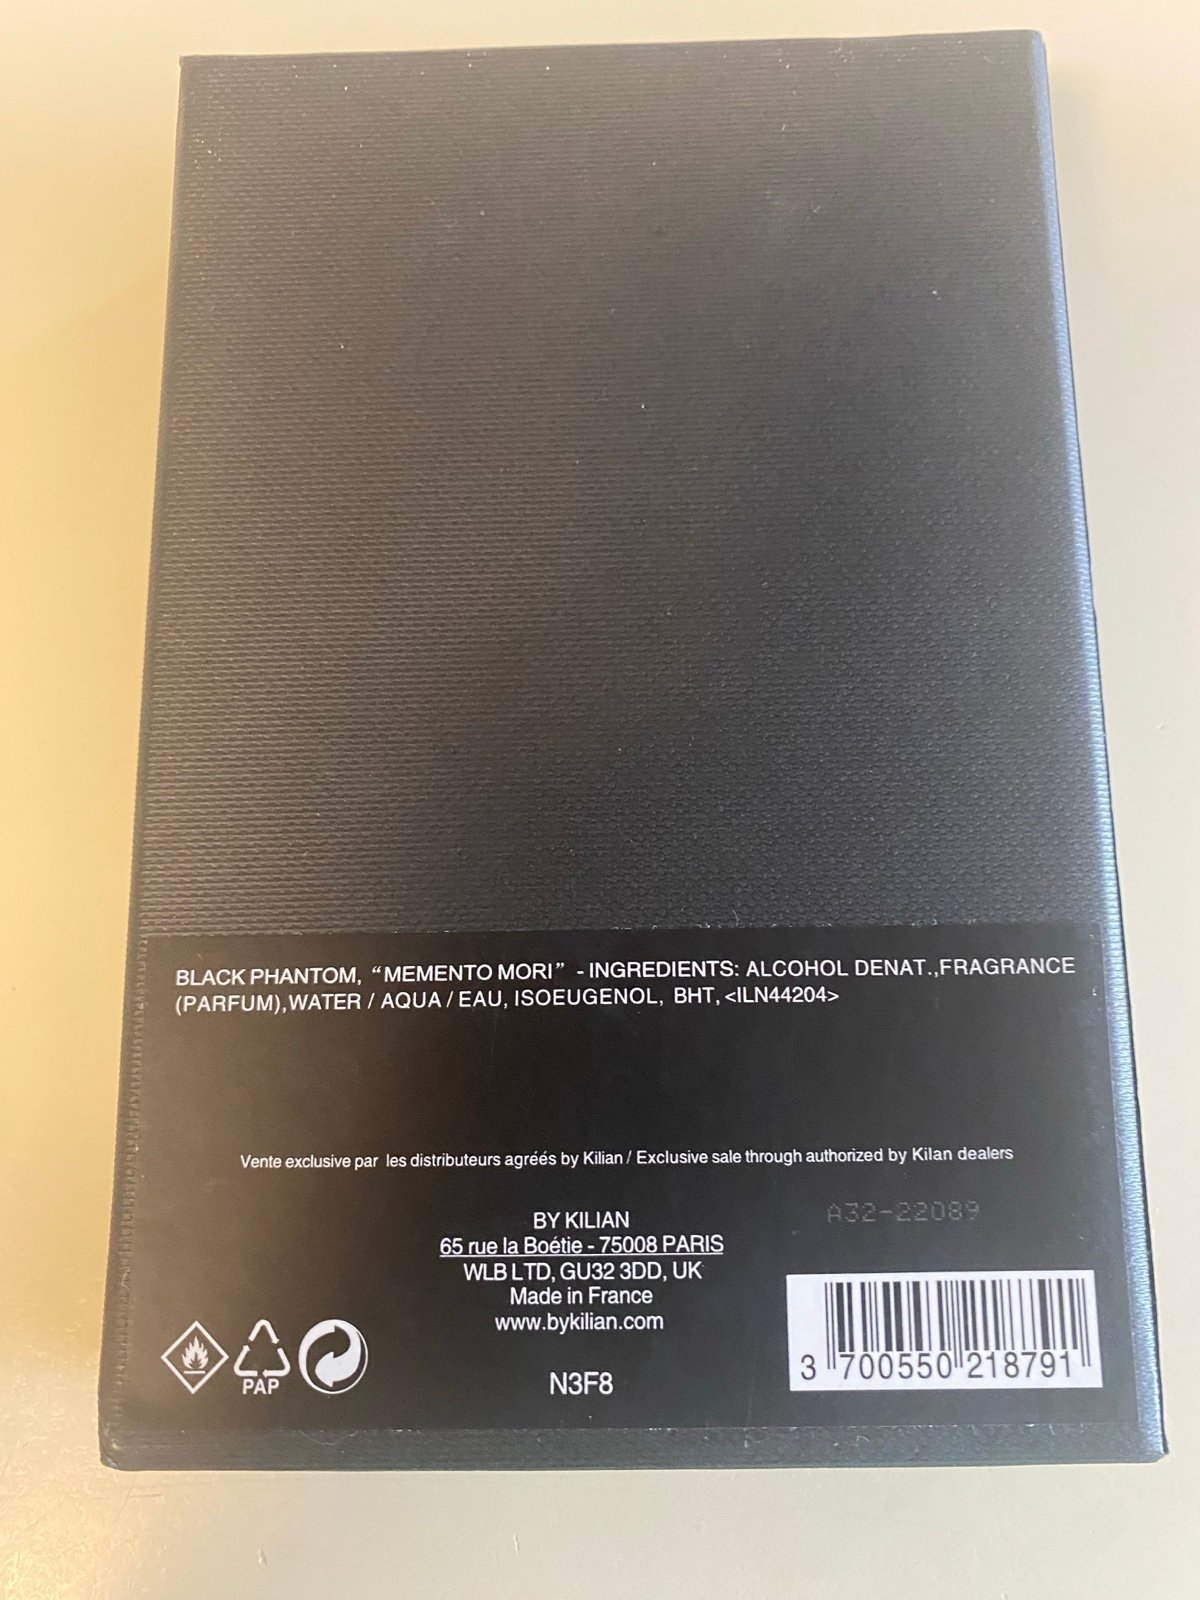 BLACK PHANTOM, “MEMENTO MORI” - INGREDIENTS: ALCOHOL DENAT.,FRAGRANCE
(PARFUM),WATER / AQUA / EAU, ISOEUGENOL, BHT, <ILN44204>
Vente exclusive par les distributeurs agréés by Kilian / Exclusive sale through authorized by Kilan dealers
A32-22089
BY KILIAN
65 rue la Boétie - 75008 PARIS
WLB LTD, GU32 3DD, UK
Made in France
www.bykilian.com
PAP
N3F8
3 700550 218791